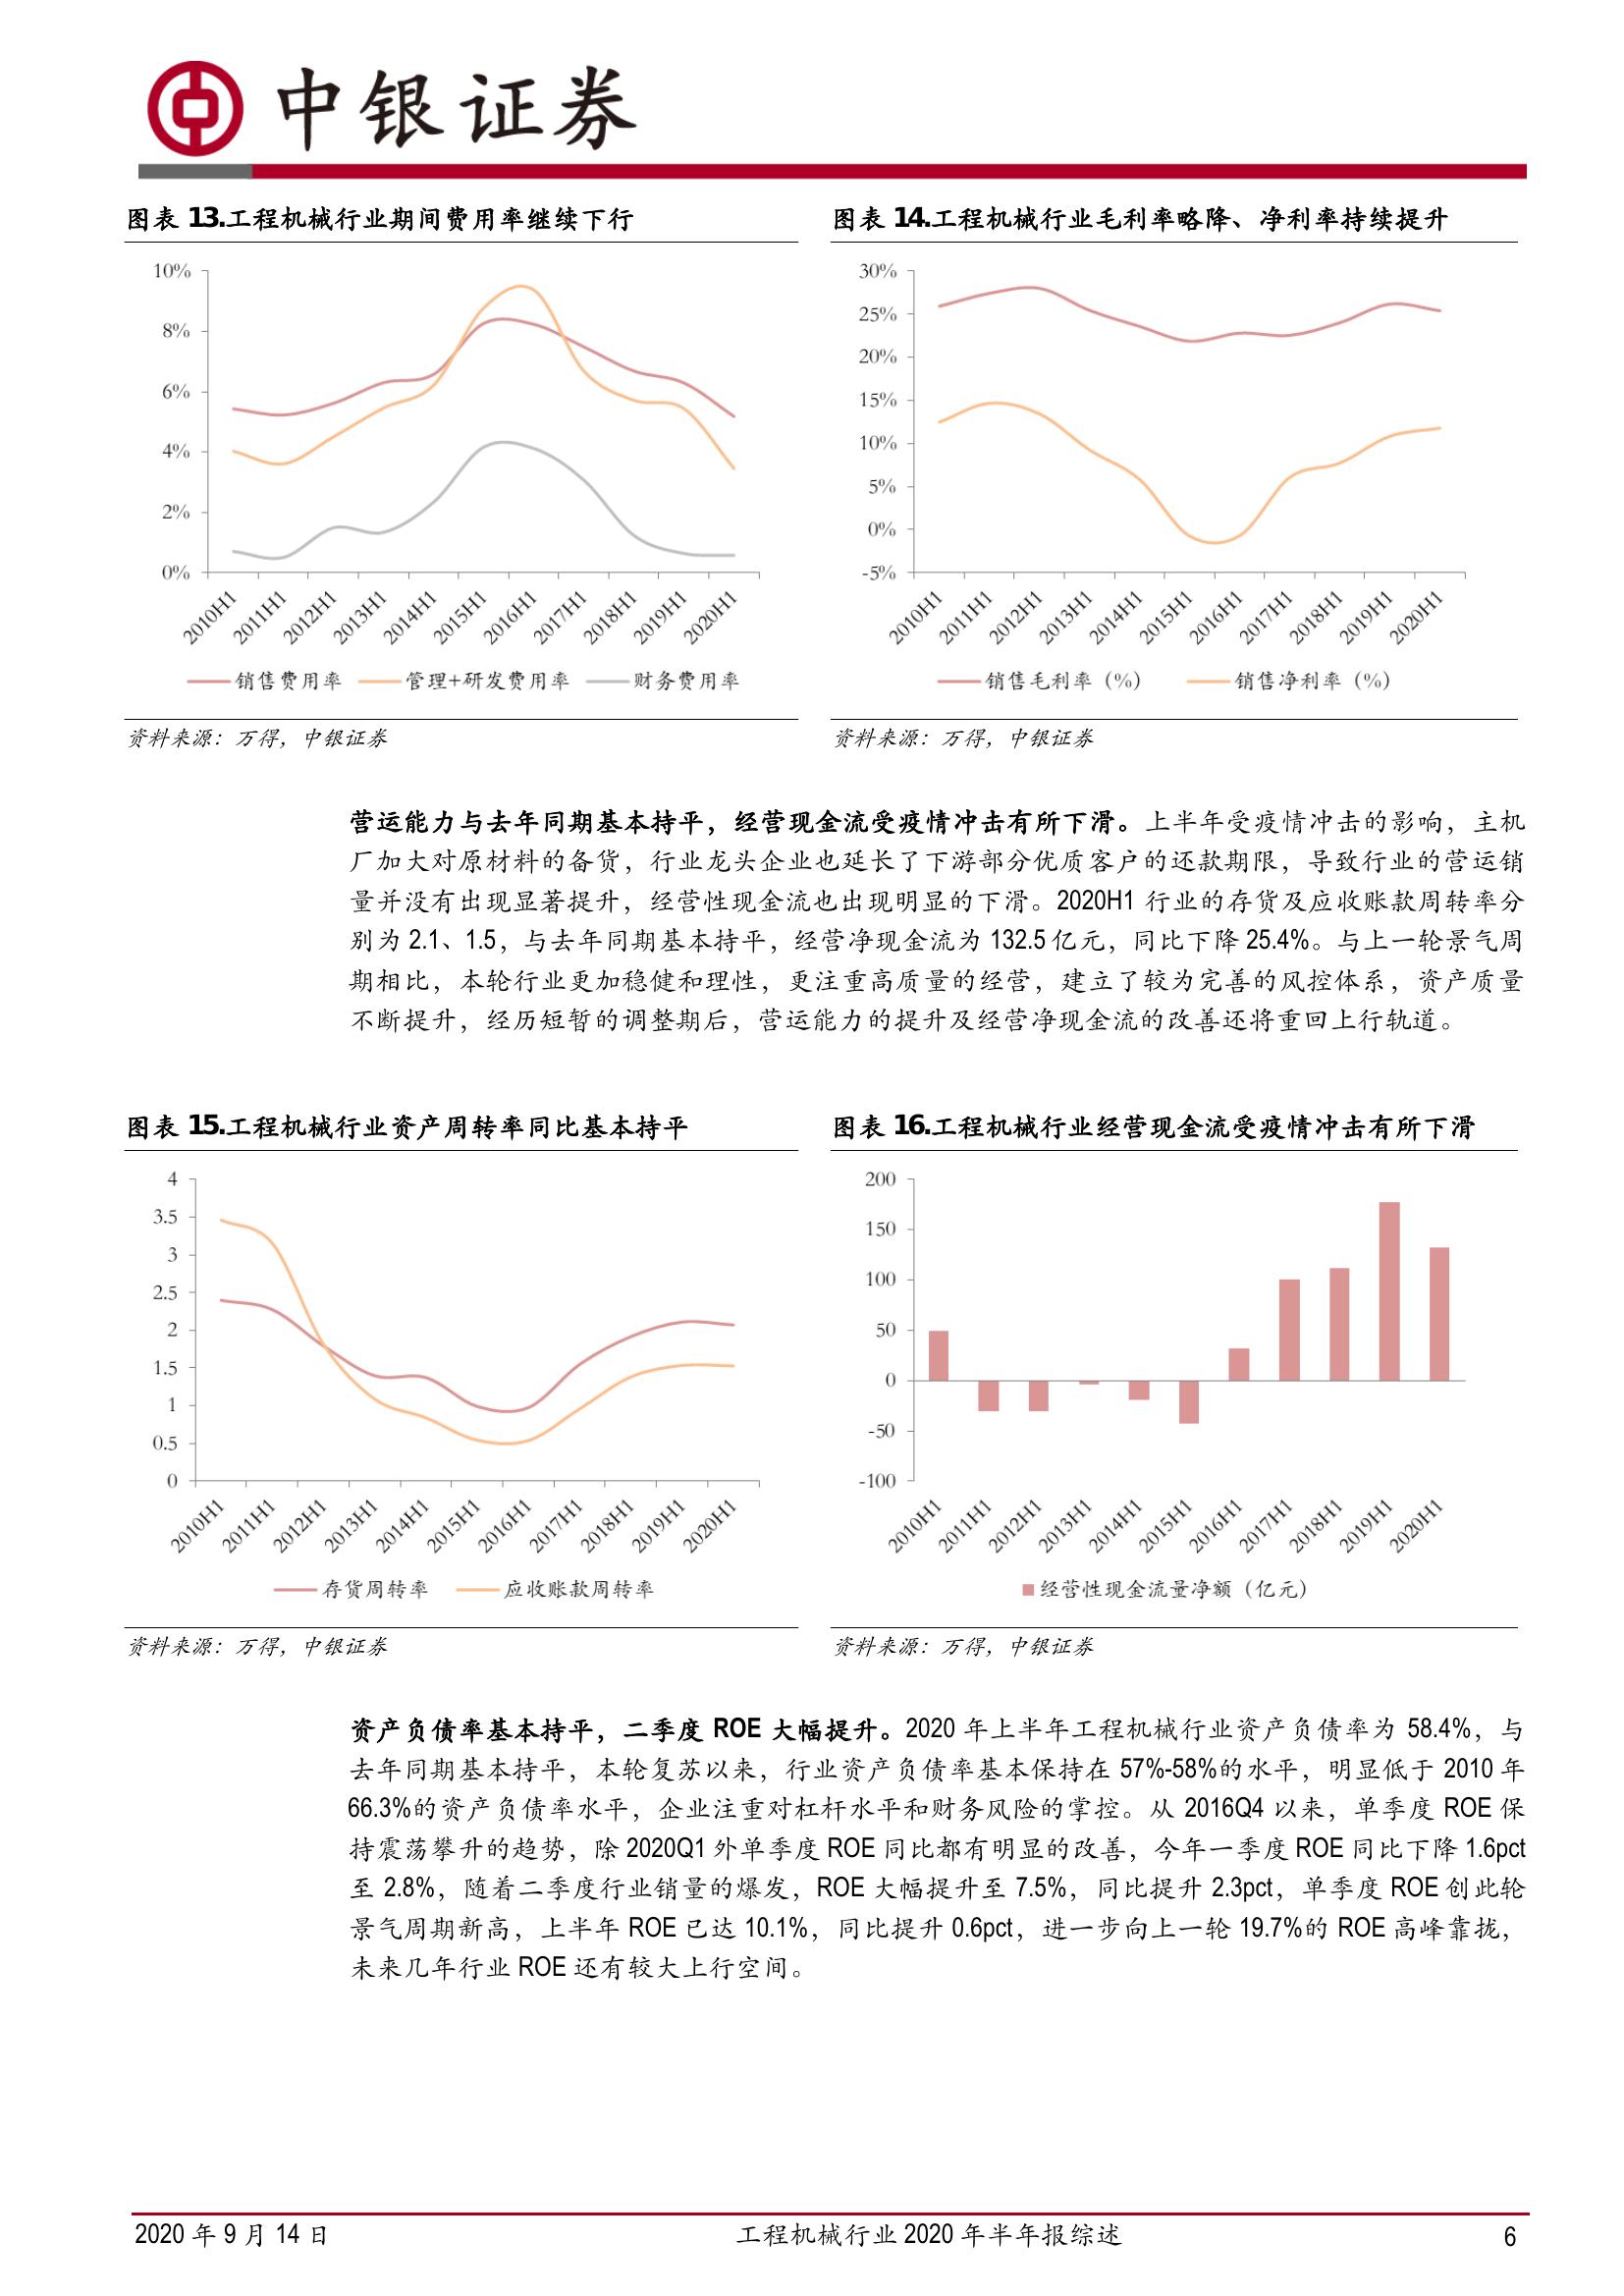 中银证券
图表 13.工程机械行业期间费用率继续下行
10%
8%
6%
4%
2%
0%
2010H1
2011H1
2012H1
2013H1
2014H1
2015H1
2016H1
2017H1
2018H1
2019H1
2020H1
销售费用率 管理+研发费用率 财务费用率
资料来源：万得，中银证券
图表 14.工程机械行业毛利率略降、净利率持续提升
30%
25%
20%
15%
10%
5%
0%
-5%
2010H1
2011H1
2012H1
2013H1
2014H1
2015H1
2016H1
2017H1
2018H1
2019H1
2020H1
销售毛利率（%） 销售净利率（%）
资料来源：万得，中银证券
营运能力与去年同期基本持平，经营现金流受疫情冲击有所下滑。上半年受疫情冲击的影响，主机
厂加大对原材料的备货，行业龙头企业也延长了下游部分优质客户的还款期限，导致行业的营运销
量并没有出现显著提升，经营性现金流也出现明显的下滑。2020H1 行业的存货及应收账款周转率分
别为 2.1、1.5，与去年同期基本持平，经营净现金流为 132.5 亿元，同比下降 25.4%。与上一轮景气周
期相比，本轮行业更加稳健和理性，更注重高质量的经营，建立了较为完善的风控体系，资产质量
不断提升，经历短暂的调整期后，营运能力的提升及经营净现金流的改善还将重回上行轨道。
图表 15.工程机械行业资产周转率同比基本持平
4
3.5
3
2.5
2
1.5
1
0.5
0
2010H1
2011H1
2012H1
2013H1
2014H1
2015H1
2016H1
2017H1
2018H1
2019H1
2020H1
存货周转率 应收账款周转率
资料来源：万得，中银证券
图表 16.工程机械行业经营现金流受疫情冲击有所下滑
200
150
100
50
0
-50
-100
2010H1
2011H1
2012H1
2013H1
2014H1
2015H1
2016H1
2017H1
2018H1
2019H1
2020H1
经营性现金流量净额（亿元）
资料来源：万得，中银证券
资产负债率基本持平，二季度 ROE 大幅提升。2020 年上半年工程机械行业资产负债率为 58.4%，与
去年同期基本持平，本轮复苏以来，行业资产负债率基本保持在 57%-58%的水平，明显低于 2010 年
66.3%的资产负债率水平，企业注重对杠杆水平和财务风险的掌控。从 2016Q4 以来，单季度 ROE 保
持震荡攀升的趋势，除 2020Q1 外单季度 ROE 同比都有明显的改善，今年一季度 ROE 同比下降 1.6pct
至 2.8%，随着二季度行业销量的爆发，ROE 大幅提升至 7.5%，同比提升 2.3pct，单季度 ROE 创此轮
景气周期新高，上半年 ROE 已达 10.1%，同比提升 0.6pct，进一步向上一轮 19.7%的 ROE 高峰靠拢，
未来几年行业 ROE 还有较大上行空间。
2020 年 9 月 14 日 工程机械行业 2020 年半年报综述 6